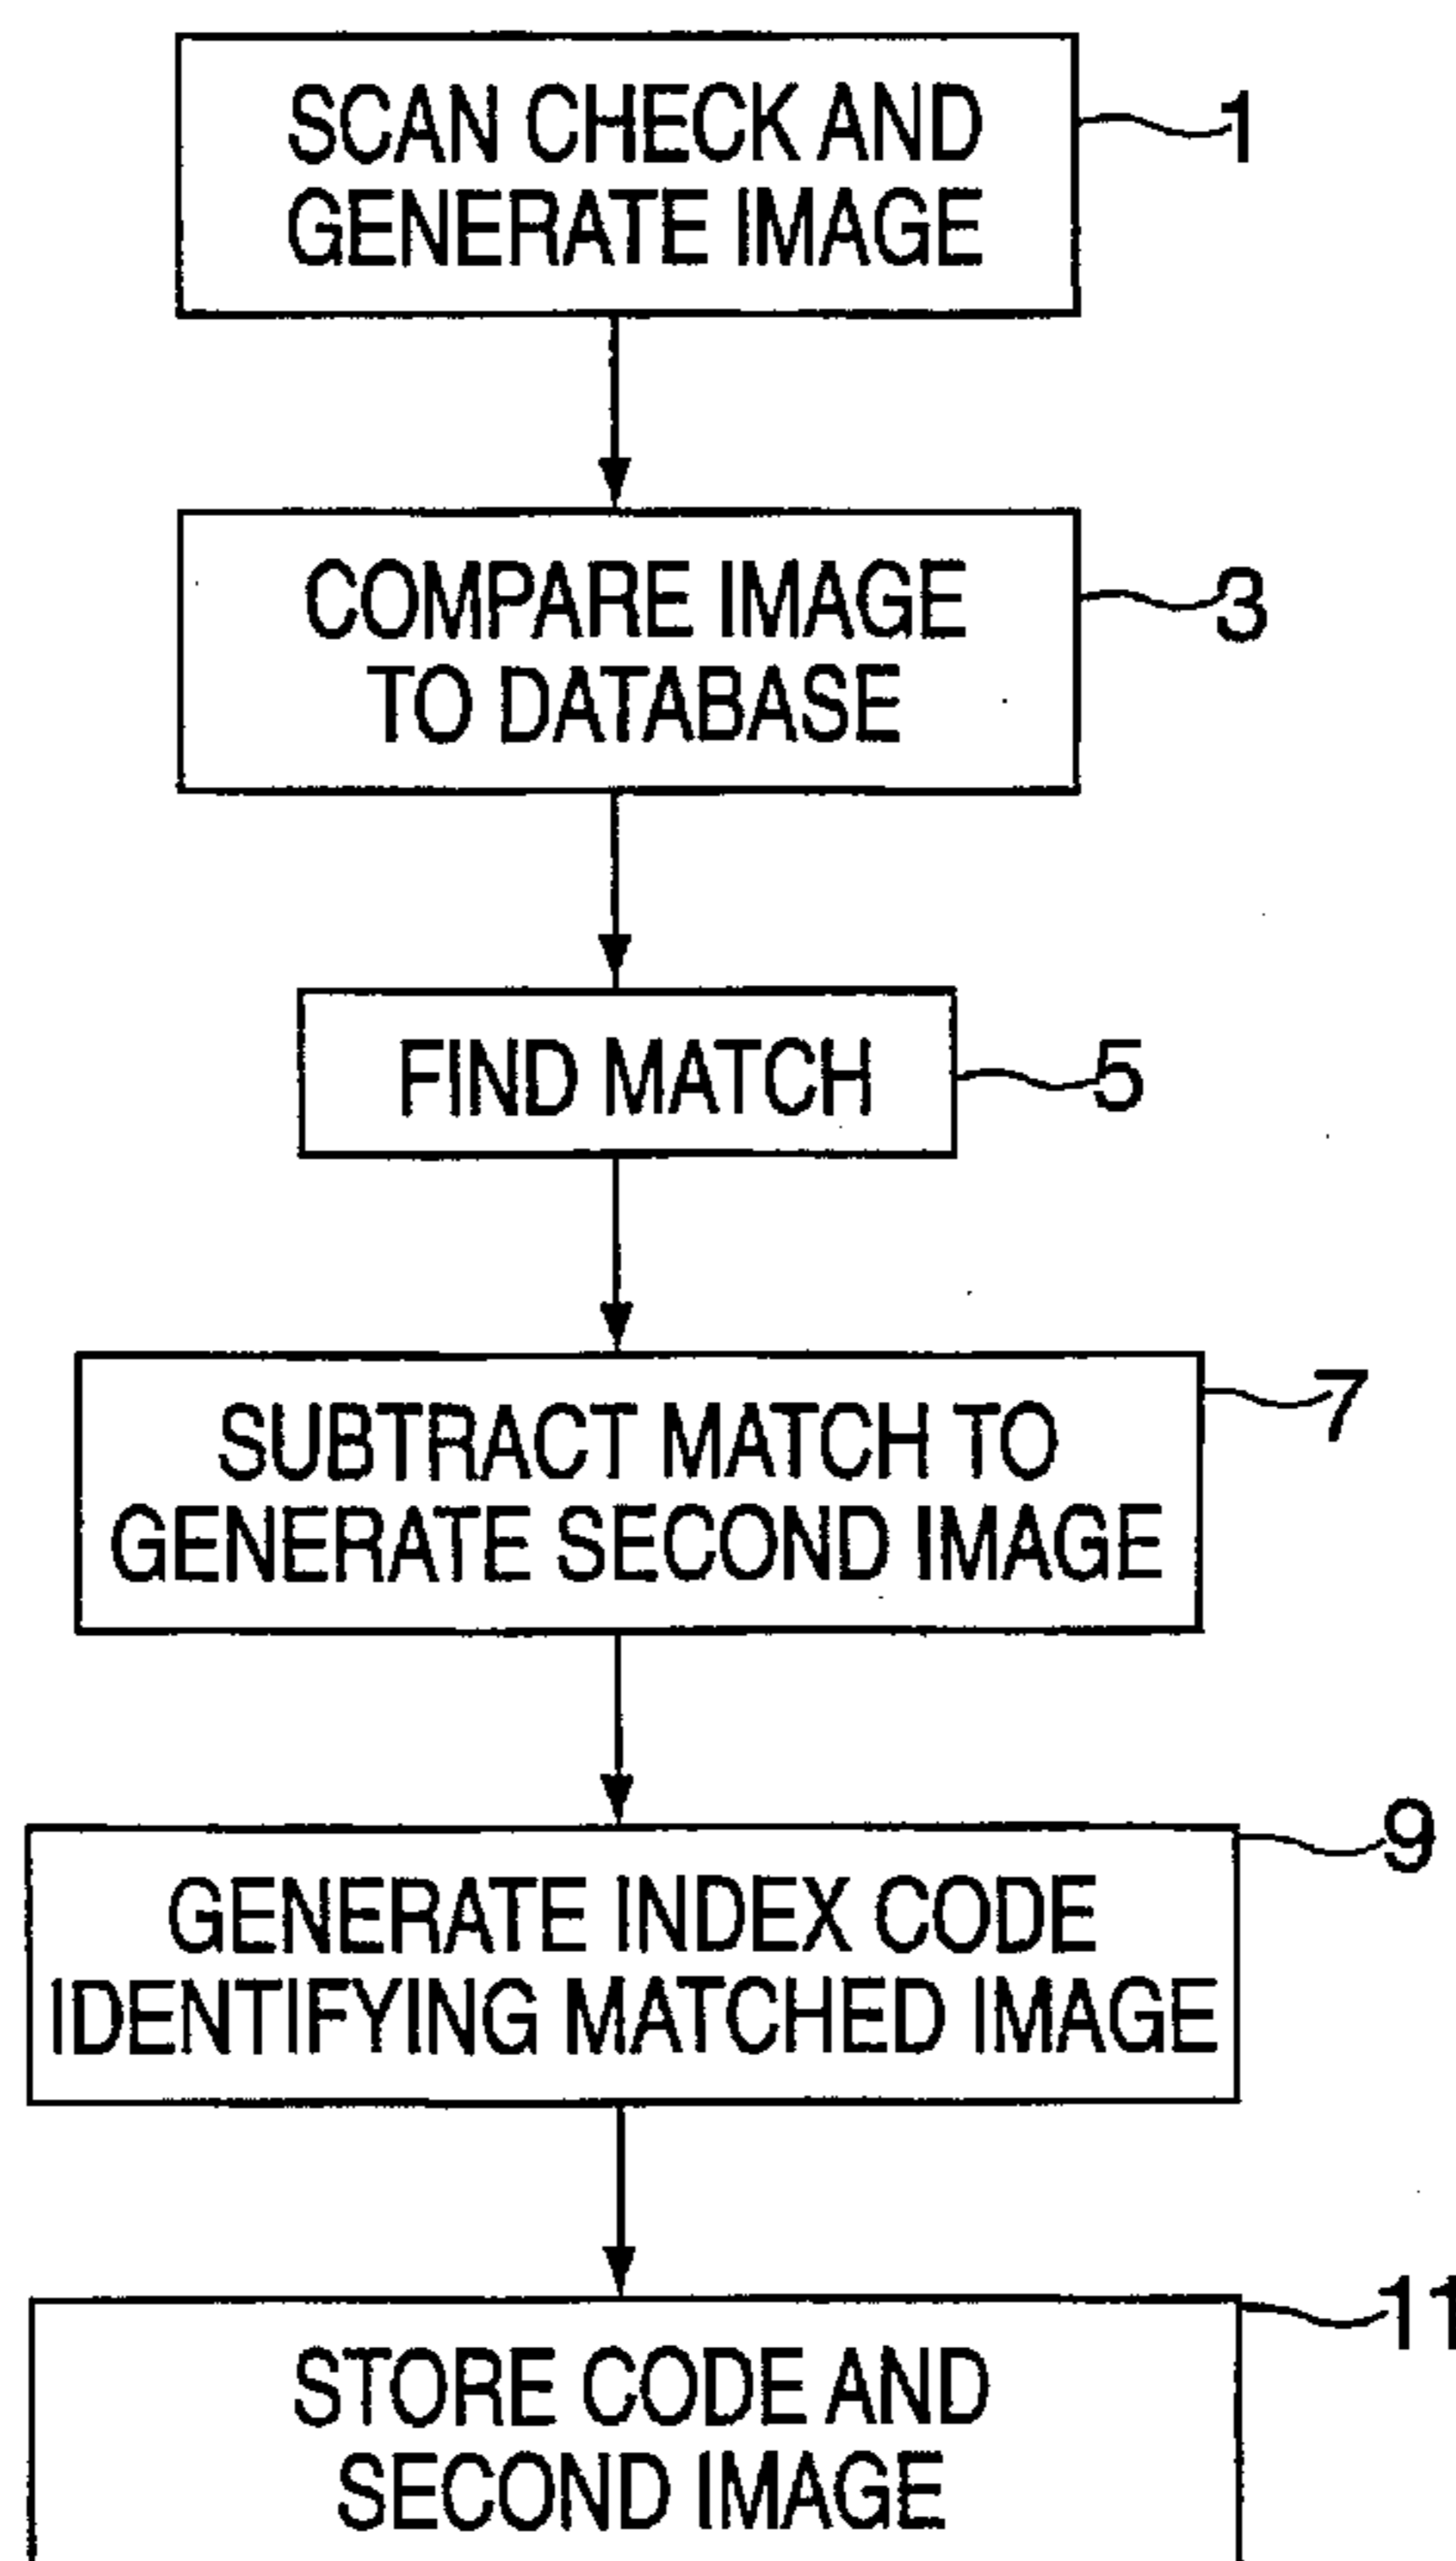 SCAN CHECK AND
GENERATE IMAGE
1
COMPARE IMAGE
TO DATABASE
3
FIND MATCH
5
SUBTRACT MATCH TO
GENERATE SECOND IMAGE
7
GENERATE INDEX CODE
IDENTIFYING MATCHED IMAGE
9
STORE CODE AND
SECOND IMAGE
11